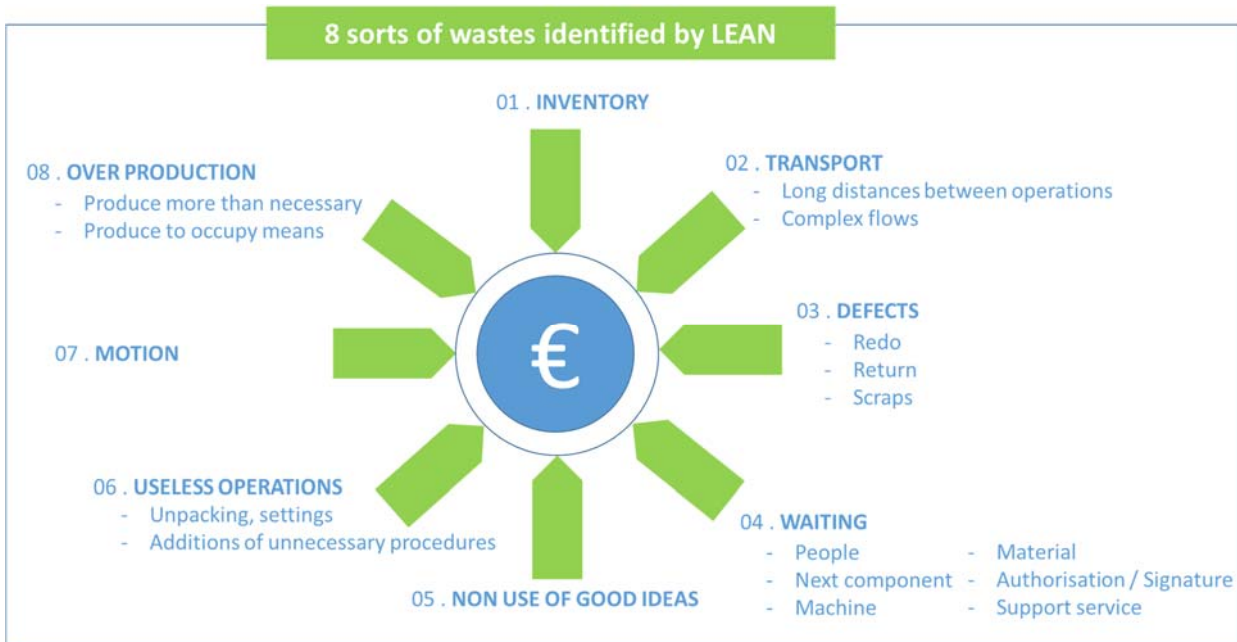 8 sorts of wastes identified by LEAN
01 . INVENTORY
02 . TRANSPORT
- Long distances between operations
- Complex flows
03 . DEFECTS
- Redo
- Return
- Scraps
04 . WAITING
- People
- Next component
- Machine
- Material
- Authorisation / Signature
- Support service
05 . NON USE OF GOOD IDEAS
06 . USELESS OPERATIONS
- Unpacking, settings
- Additions of unnecessary procedures
07 . MOTION
08 . OVER PRODUCTION
- Produce more than necessary
- Produce to occupy means
€